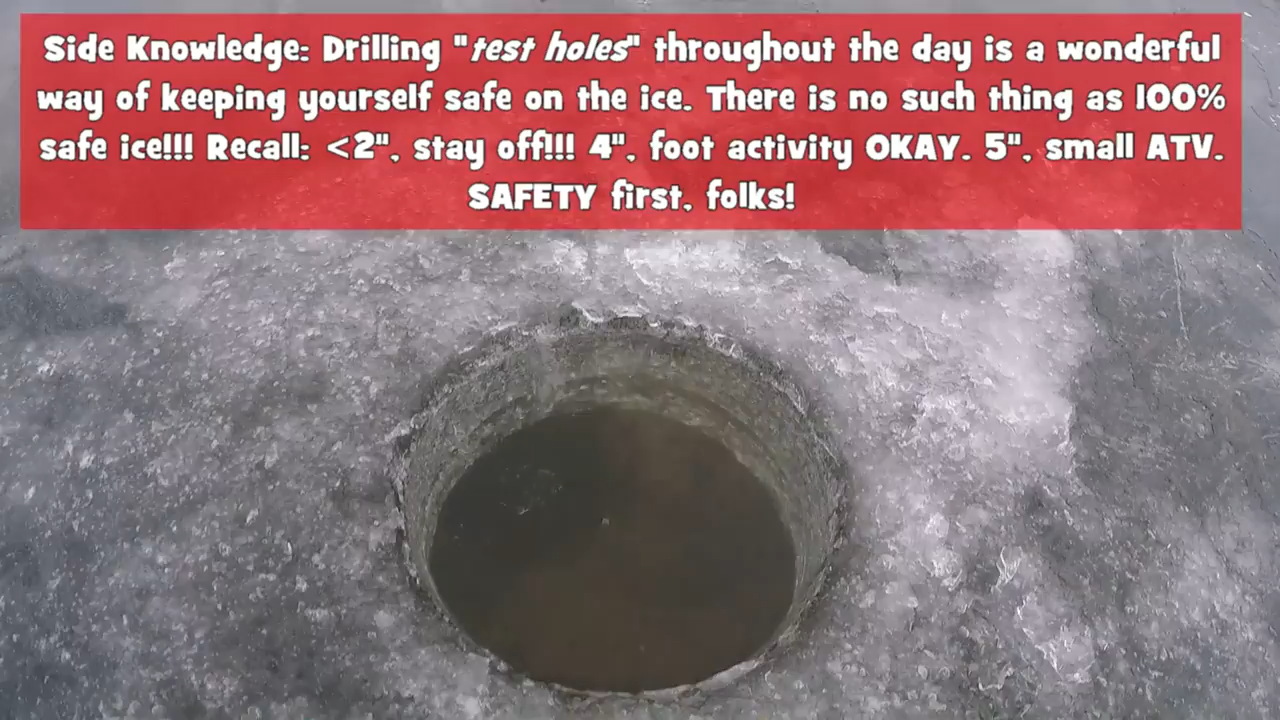 Side Knowledge: Drilling "test holes" throughout the day is a wonderful
way of keeping yourself safe on the ice. There is no such thing as 100%
safe ice!!! Recall: <2", stay off!!! 4", foot activity OKAY. 5", small ATV.
SAFETY first, folks!